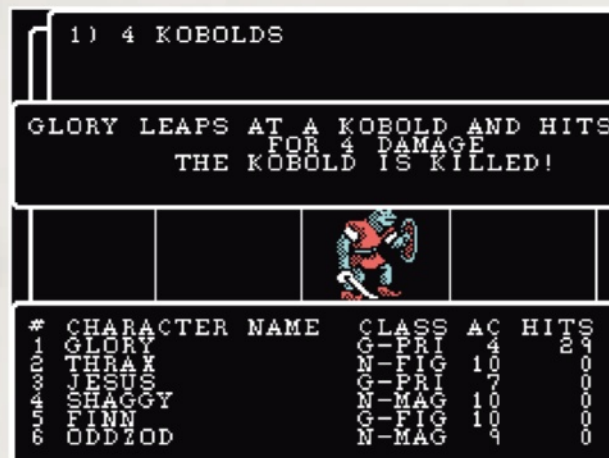 1) 4 KOBOLDS
GLORY LEAPS AT A KOBOLD AND HITS
FOR 4 DAMAGE
THE KOBOLD IS KILLED!
# CHARACTER NAME CLASS AC HITS
1 GLORY G-PRI 4 29
2 THRAX N-FIG 10 0
3 JESUS G-PRI 7 0
4 SHAGGY N-MAG 10 0
5 FINN G-FIG 10 0
6 ODDZOD N-MAG 9 0